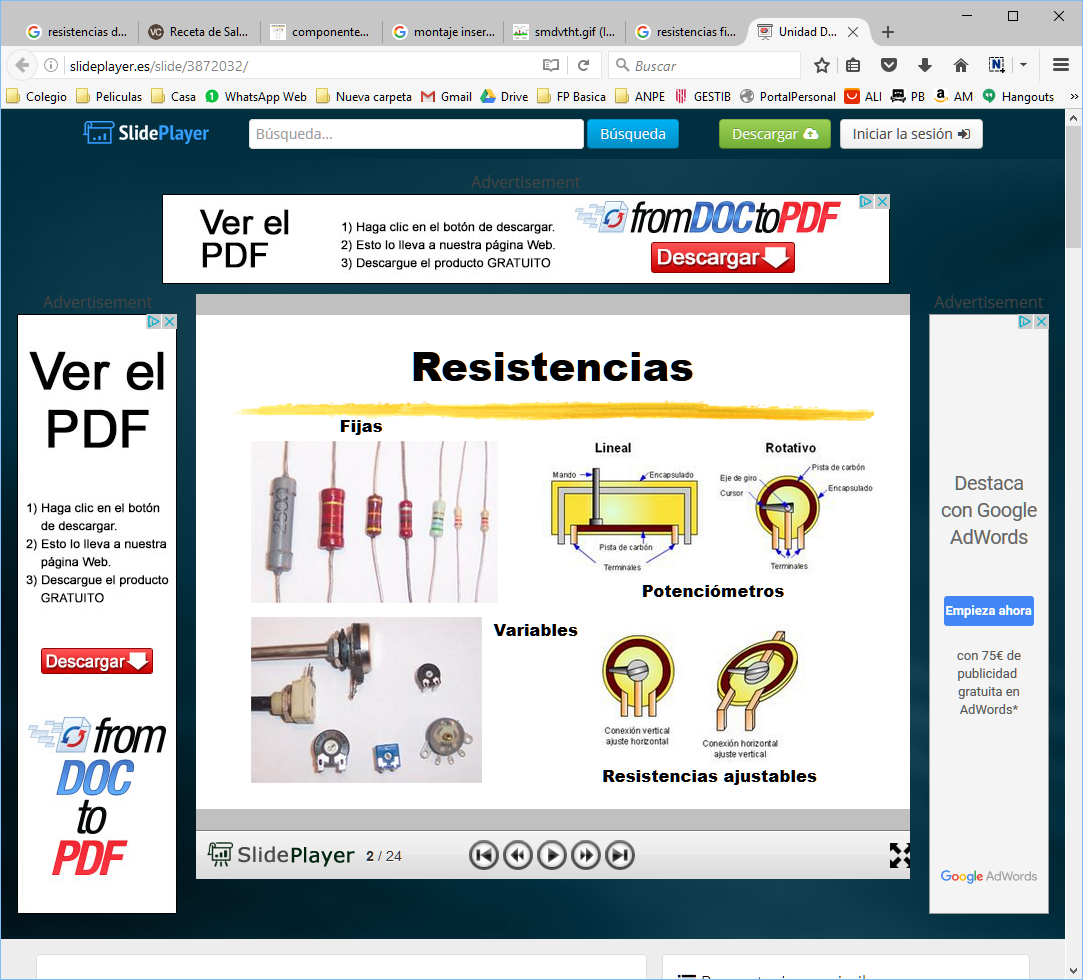 resistencias d...
Receta de Sal...
componente...
montaje inser...
smdvtht.gif (I...
resistencias fi...
Unidad D...
slideplayer.es/slide/3872032/
Buscar
Colegio
Peliculas
Casa
WhatsApp Web
Nueva carpeta
Gmail
Drive
FP Basica
ANPE
GESTIB
PortalPersonal
ALI
PB
AM
Hangouts
SlidePlayer
Búsqueda...
Búsqueda
Descargar
Iniciar la sesión
Advertisement
Ver el
PDF
1) Haga clic en el botón de descargar.
2) Esto lo lleva a nuestra página Web.
3) Descargue el producto GRATUITO
fromDOCtoPDF
Descargar
Advertisement
Ver el
PDF
1) Haga clic en el botón
de descargar.
2) Esto lo lleva a nuestra
página Web.
3) Descargue el producto
GRATUITO
Descargar
from
DOC
to
PDF
Resistencias
Fijas
250Ω
Lineal
Mando
Encapsulado
Pista de carbón
Terminales
Rotativo
Eje de giro
Cursor
Pista de carbón
Encapsulado
Terminales
Potenciómetros
Variables
Conexión vertical
ajuste horizontal
Conexión horizontal
ajuste vertical
Resistencias ajustables
SlidePlayer
2 / 24
Advertisement
Destaca
con Google
AdWords
Empieza ahora
con 75€ de
publicidad
gratuita en
AdWords*
Google AdWords